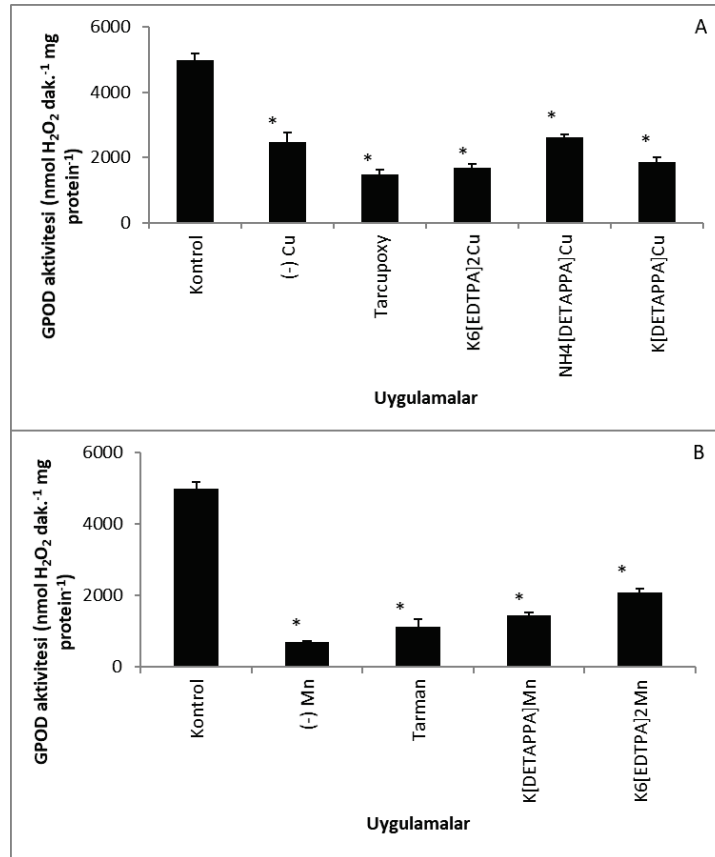 A
GPOD aktivitesi (nmol H₂O₂ dak.⁻¹ mg
protein⁻¹)
6000
4000
2000
0
*
*
*
*
*
Kontrol
(-) Cu
Tarcupoxy
K6[EDTPA]2Cu
NH4[DETAPPA]Cu
K[DETAPPA]Cu
Uygulamalar
B
GPOD aktivitesi (nmol H₂O₂ dak.⁻¹ mg
protein⁻¹)
6000
4000
2000
0
*
*
*
*
Kontrol
(-) Mn
Tarman
K[DETAPPA]Mn
K6[EDTPA]2Mn
Uygulamalar